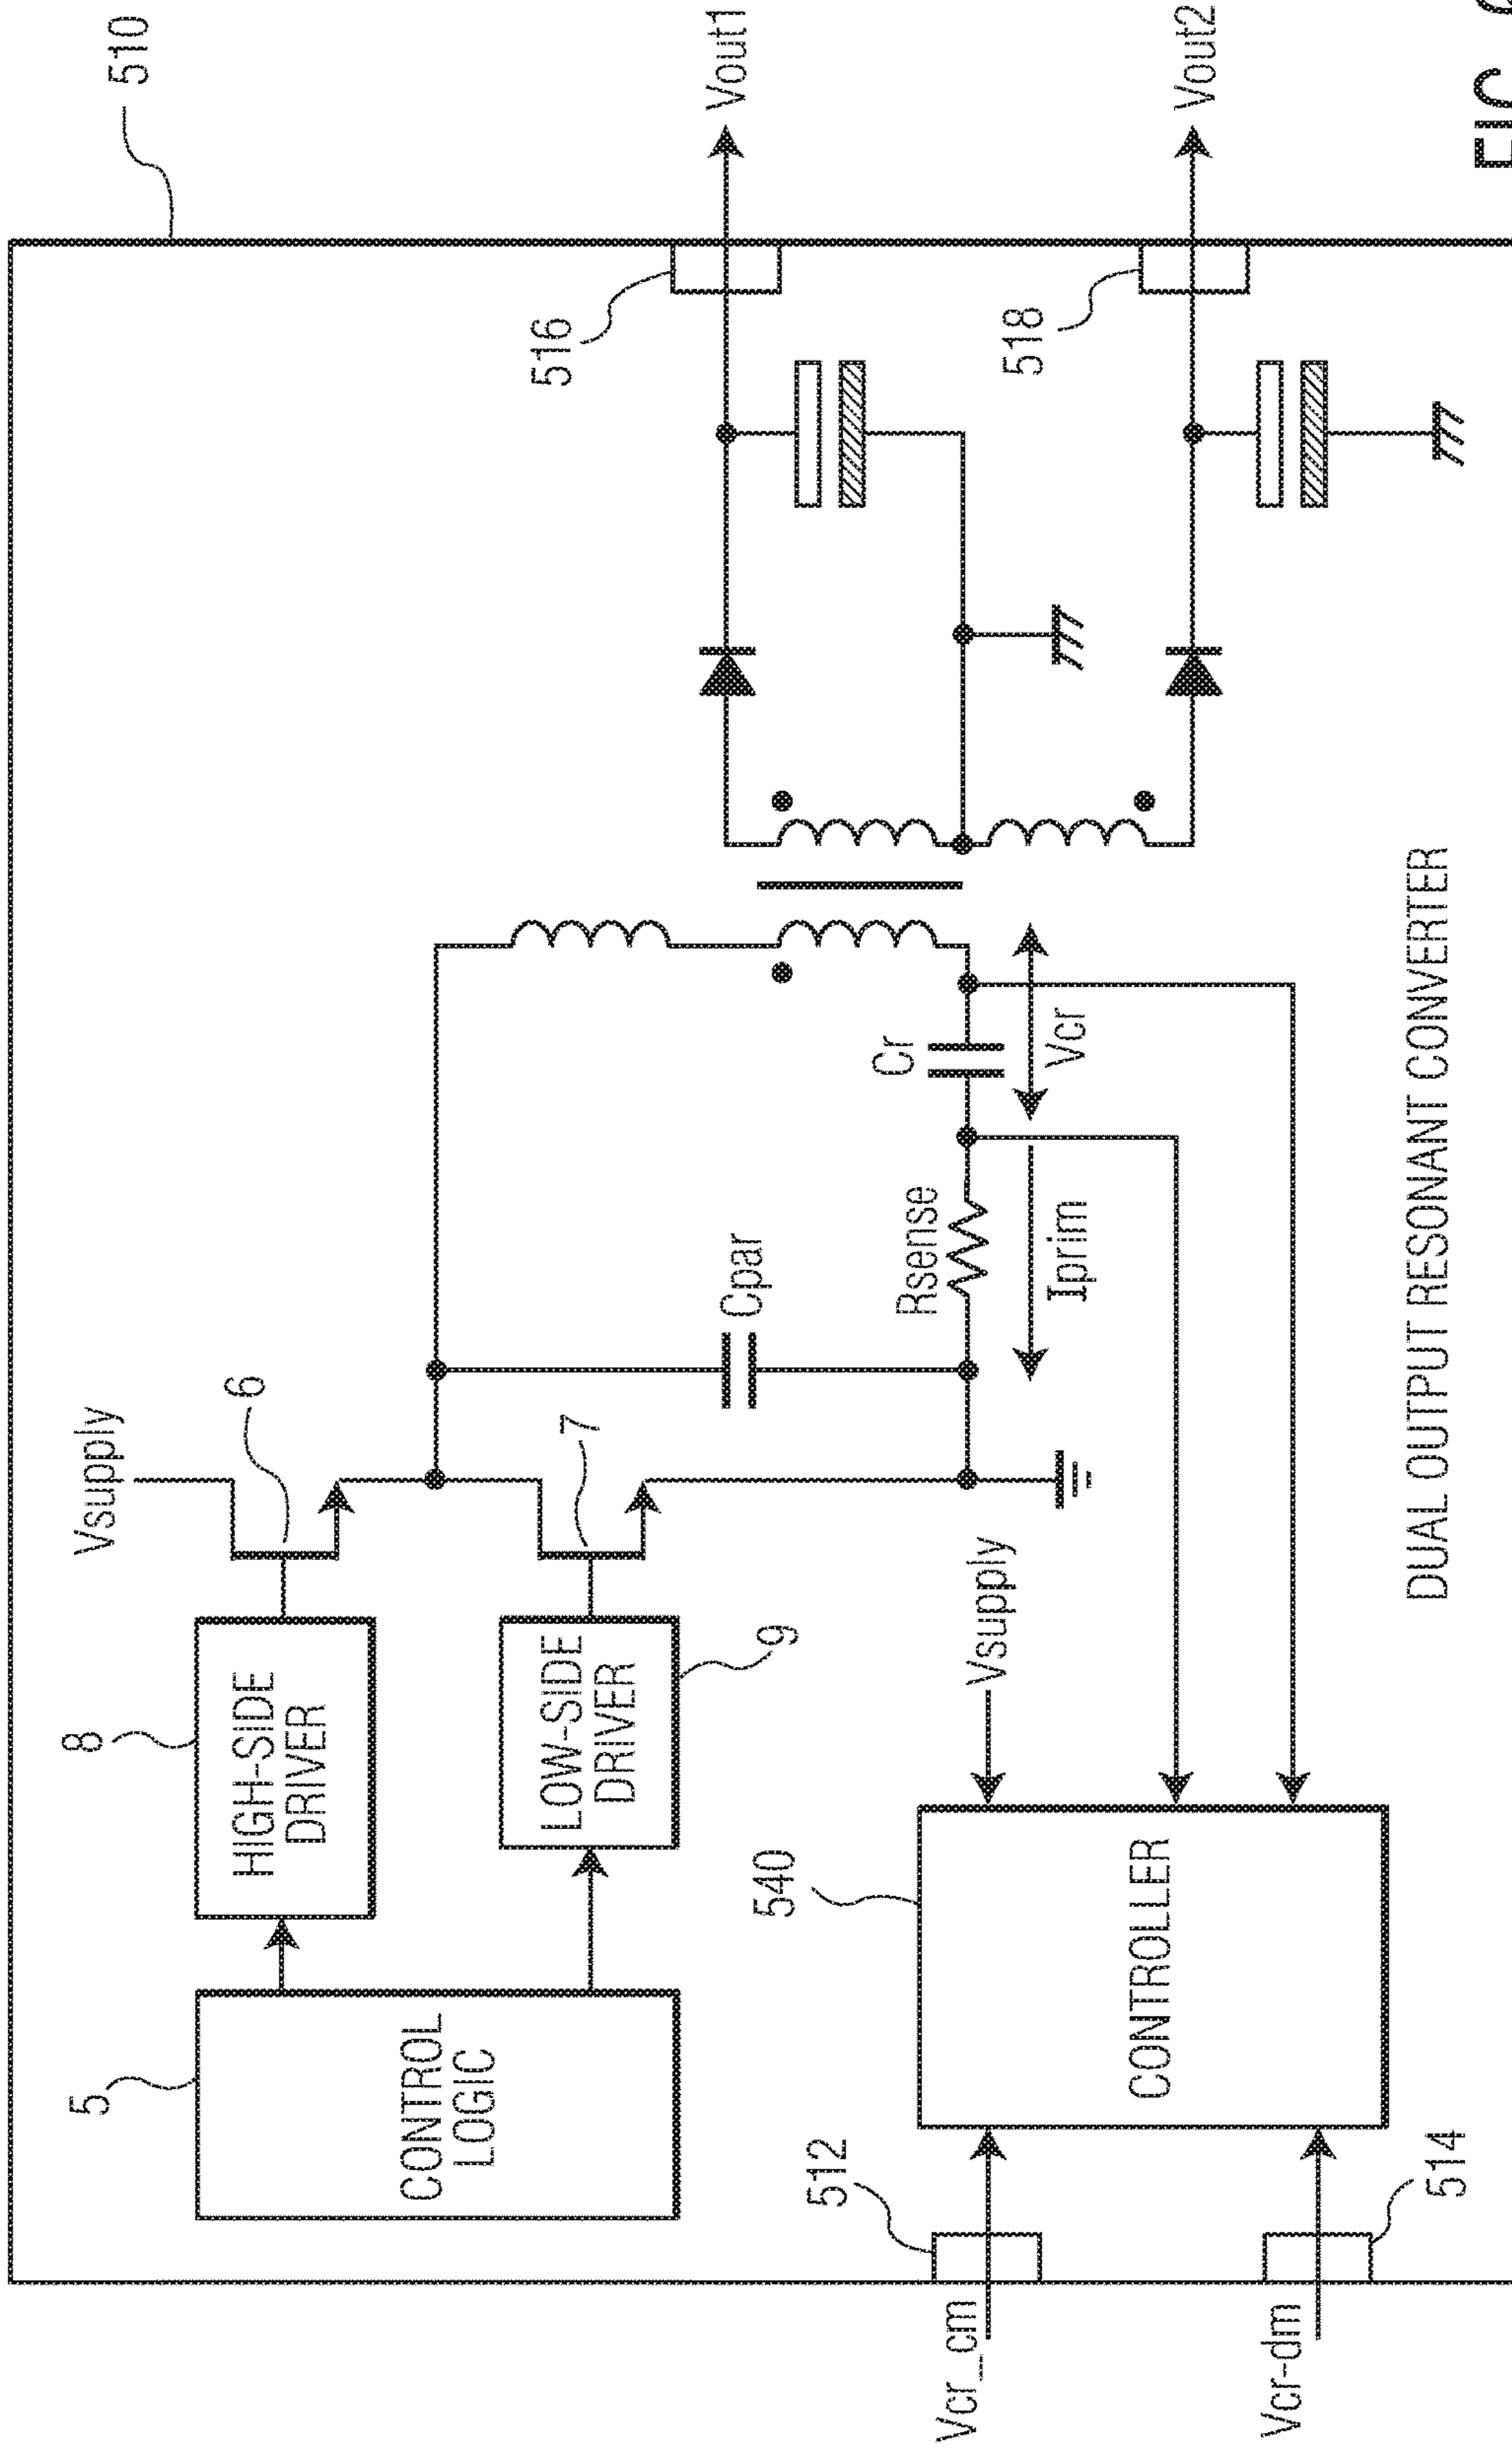 510
Vsupply
6
8
HIGH-SIDE
DRIVER
5
CONTROL
LOGIC
7
LOW-SIDE
DRIVER
9
Cpar
516
Vout1
Rsense
Cr
Iprim
Vcr
518
Vout2
Vsupply
540
CONTROLLER
512
Vcr_cm
514
Vcr-dm
DUAL OUTPUT RESONANT CONVERTER